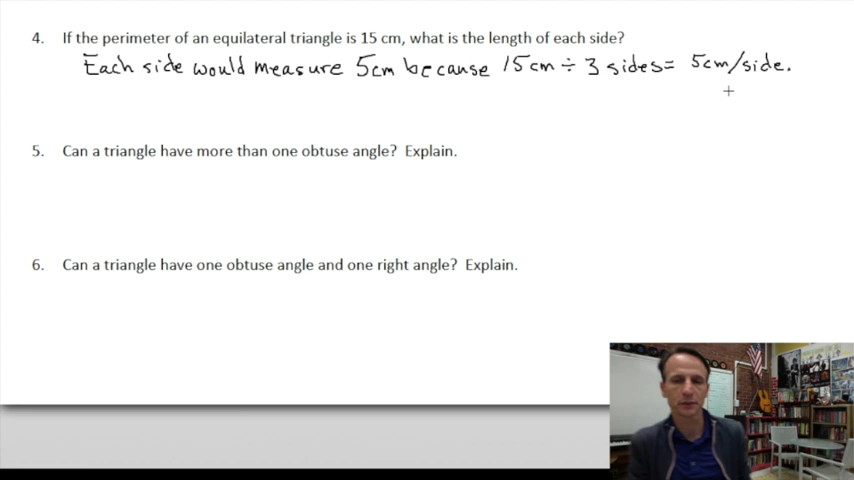 4. If the perimeter of an equilateral triangle is 15 cm, what is the length of each side?
Each side would measure 5cm because 15cm ÷ 3 sides = 5cm/side.
5. Can a triangle have more than one obtuse angle? Explain.
6. Can a triangle have one obtuse angle and one right angle? Explain.